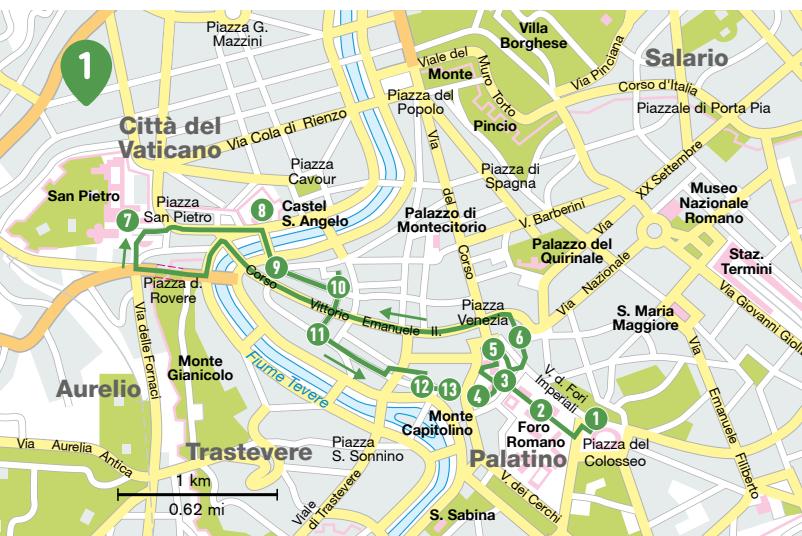 Piazza G.
Mazzini
Villa
Borghese
Salario
1
Viale del
Muro Torto
Monte
Via Pinciana
Corso d'Italia
Piazza del
Popolo
Piazzale di Porta Pia
Pincio
Città del
Vaticano
Via Cola di Rienzo
Via del Corso
Piazza
Cavour
Piazza di
Spagna
XX Settembre
Via
San Pietro
Piazza
San Pietro
7
8
Castel
S. Angelo
Palazzo di
Montecitorio
V. Barberini
Museo
Nazionale
Romano
Palazzo del
Quirinale
Staz.
Termini
9
10
Corso Vittorio Emanuele II.
Piazza d.
Rovere
Via Nazionale
Via Giovanni Giol
Piazza
Venezia
S. Maria
Maggiore
11
5
6
Via delle Fornaci
Monte
Gianicolo
Fiume Tevere
V. d. Fori
Imperiali
Aurelio
12
13
4
3
2
1
Monte
Capitolino
Foro
Romano
Piazza del
Colosseo
Via Emanuele Filiberto
Via Aurelia Antica
Trastevere
Piazza
S. Sonnino
Palatino
1 km
0.62 mi
Viale
di Trastevere
V. dei Cerchi
S. Sabina